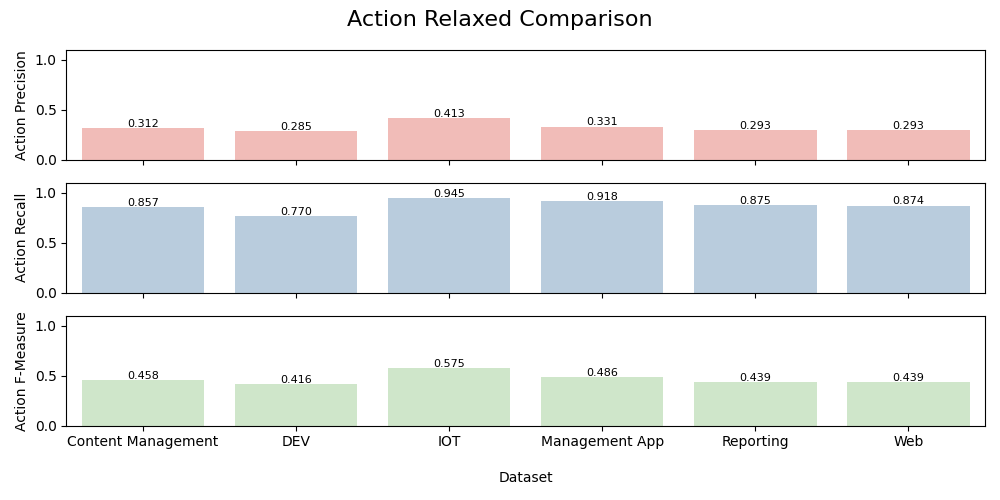 Action Relaxed Comparison
Action Precision
1.0
0.5
0.0
0.312
0.285
0.413
0.331
0.293
0.293
Action Recall
1.0
0.5
0.0
0.857
0.770
0.945
0.918
0.875
0.874
Action F-Measure
1.0
0.5
0.0
0.458
0.416
0.575
0.486
0.439
0.439
Content Management
DEV
IOT
Management App
Reporting
Web
Dataset